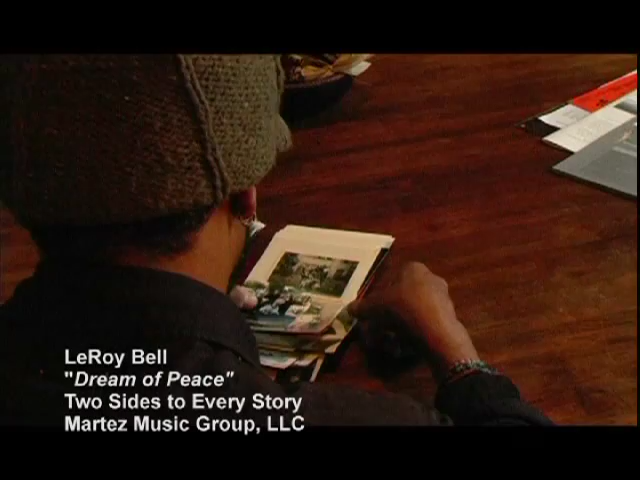 LeRoy Bell
"Dream of Peace"
Two Sides to Every Story
Martez Music Group, LLC